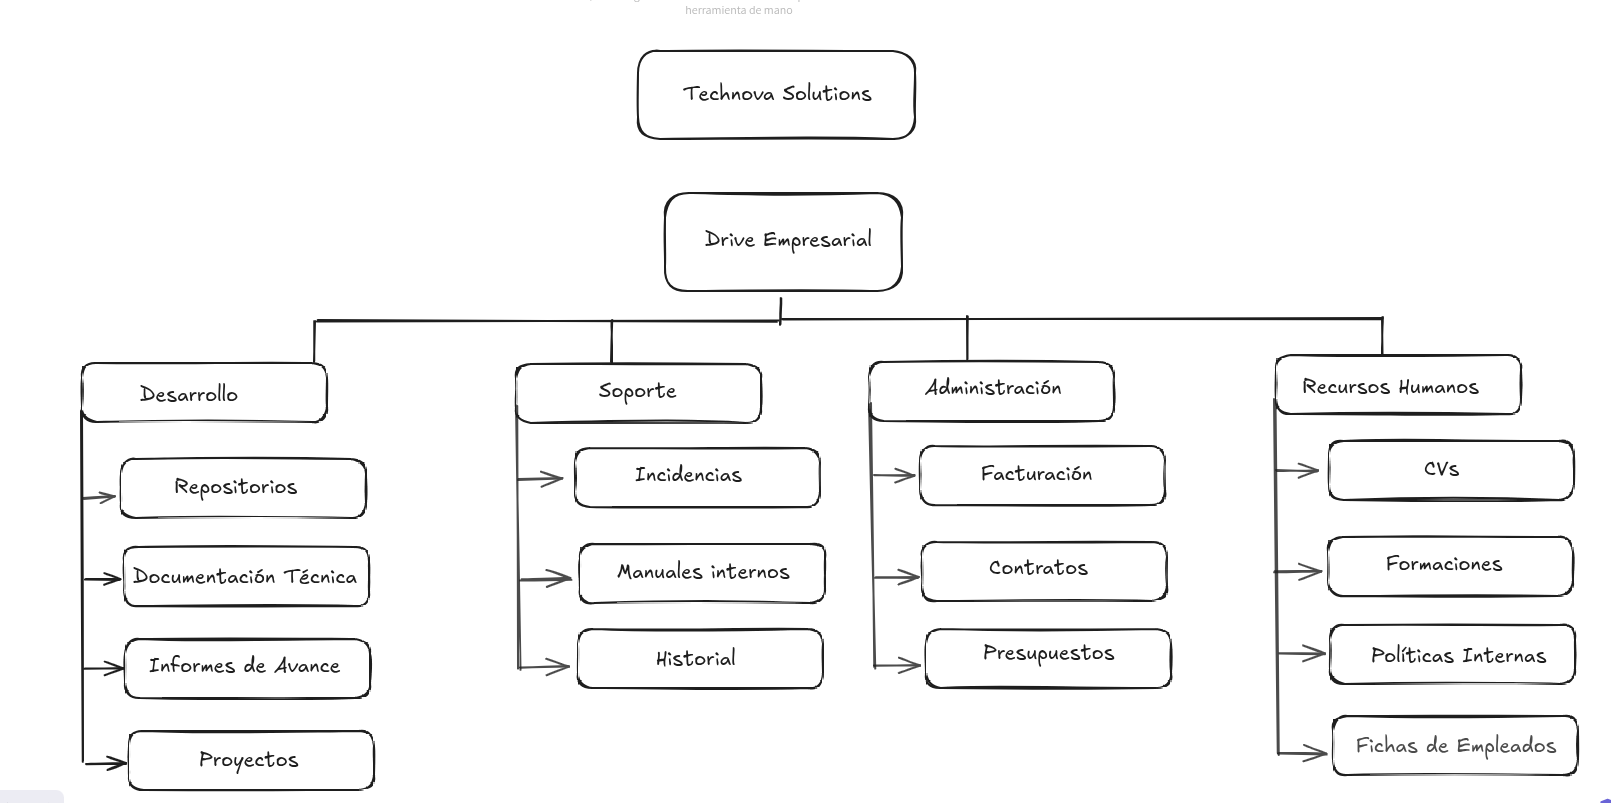 herramienta de mano
Technova Solutions
Drive Empresarial
Desarrollo
Repositorios
Documentación Técnica
Informes de Avance
Proyectos
Soporte
Incidencias
Manuales internos
Historial
Administración
Facturación
Contratos
Presupuestos
Recursos Humanos
CVs
Formaciones
Políticas Internas
Fichas de Empleados